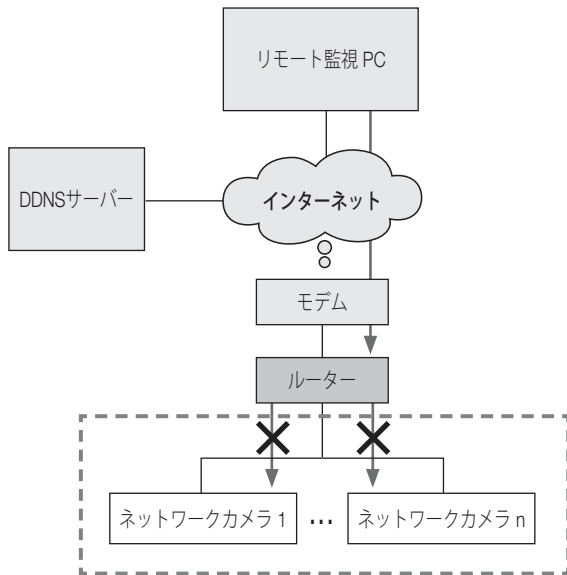 リモート監視 PC
DDNSサーバー
インターネット
モデム
ルーター
ネットワークカメラ 1
...
ネットワークカメラ n